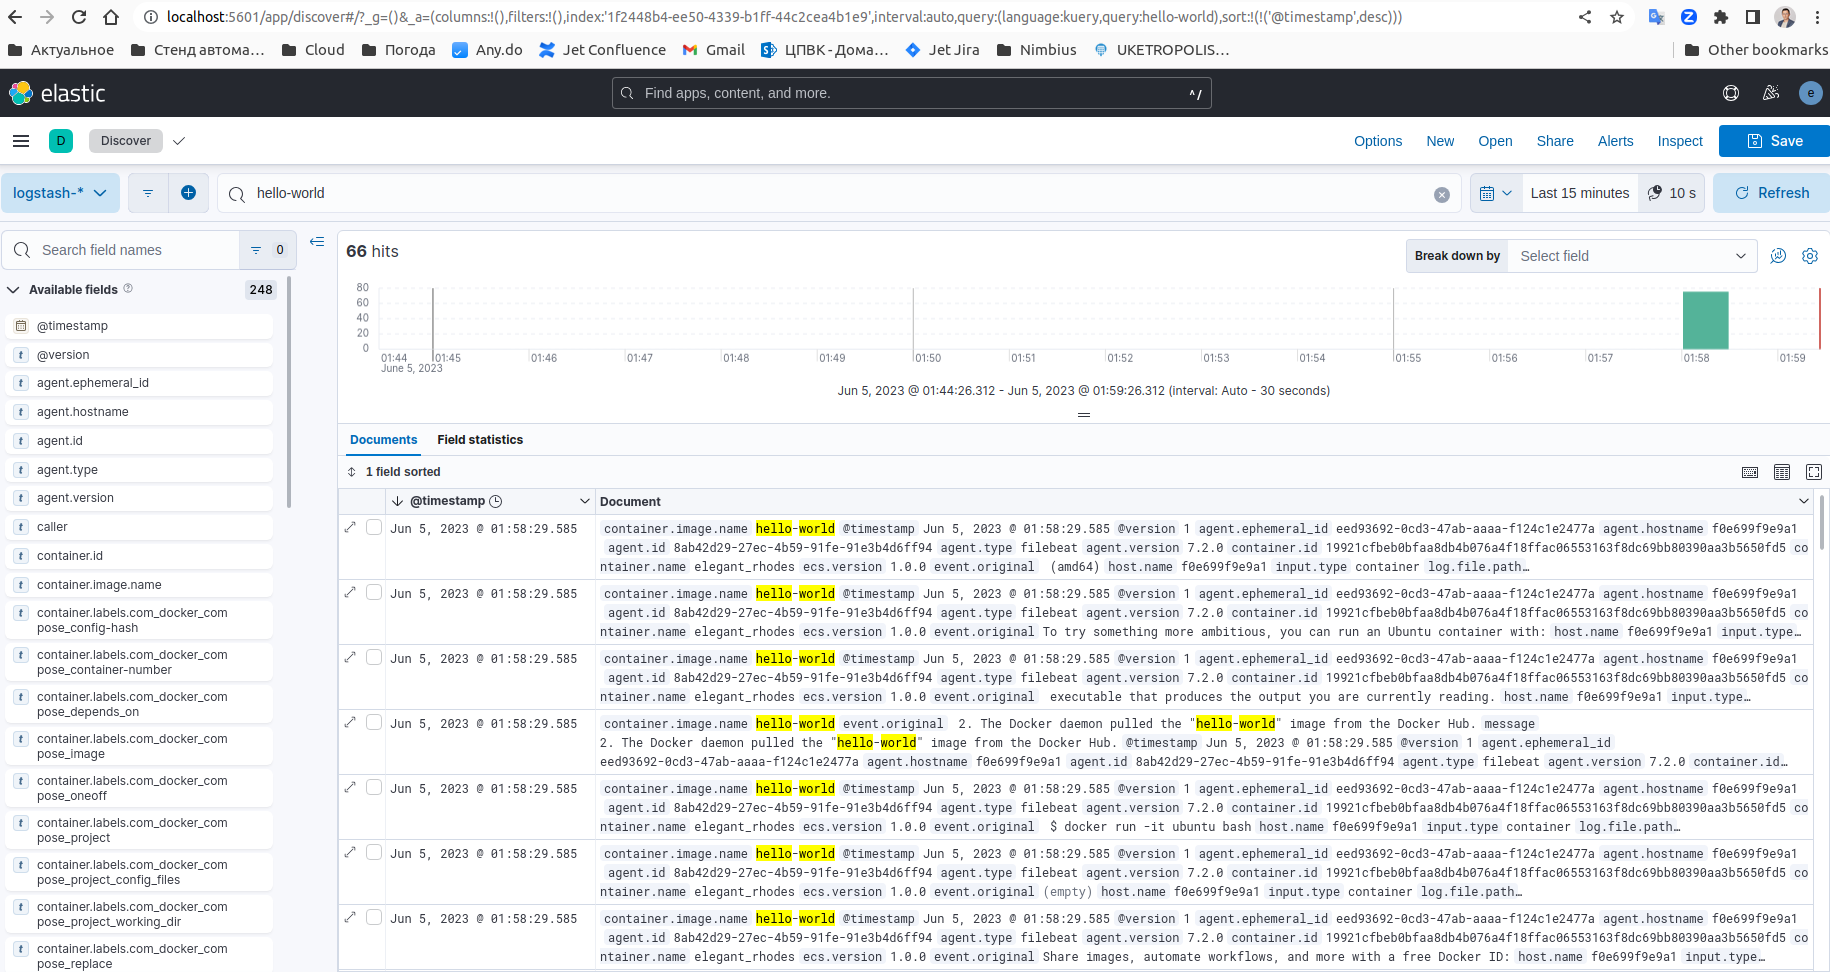 localhost:5601/app/discover#/?_g=()&_a=(columns:!(),filters:!(),index:'1f2448b4-ee50-4339-b1ff-44c2cea4b1e9',interval:auto,query:(language:kuery,query:hello-world),sort:!(!('@timestamp',desc)))
Актуальное Стенд автома… Cloud Погода Any.do Jet Confluence Gmail ЦПВК - Дома… Jet Jira Nimbius UKETROPOLIS… Other bookmarks
elastic Find apps, content, and more. ^/ e
D Discover Options New Open Share Alerts Inspect Save
logstash-* hello-world Last 15 minutes 10 s Refresh
Search field names 0
66 hits Break down by Select field
Available fields 248
@timestamp
@version
agent.ephemeral_id
agent.hostname
agent.id
agent.type
agent.version
caller
container.id
container.image.name
container.labels.com_docker_com
pose_config-hash
container.labels.com_docker_com
pose_container-number
container.labels.com_docker_com
pose_depends_on
container.labels.com_docker_com
pose_image
container.labels.com_docker_com
pose_oneoff
container.labels.com_docker_com
pose_project
container.labels.com_docker_com
pose_project_config_files
container.labels.com_docker_com
pose_project_working_dir
container.labels.com_docker_com
pose_replace
80
60
40
20
0
01:44 01:45 01:46 01:47 01:48 01:49 01:50 01:51 01:52 01:53 01:54 01:55 01:56 01:57 01:58 01:59
June 5, 2023
Jun 5, 2023 @ 01:44:26.312 - Jun 5, 2023 @ 01:59:26.312 (interval: Auto - 30 seconds)
Documents Field statistics
1 field sorted
@timestamp Document
Jun 5, 2023 @ 01:58:29.585 container.image.name hello-world @timestamp Jun 5, 2023 @ 01:58:29.585 @version 1 agent.ephemeral_id eed93692-0cd3-47ab-aaaa-f124c1e2477a agent.hostname f0e699f9e9a1
agent.id 8ab42d29-27ec-4b59-91fe-91e3b4d6ff94 agent.type filebeat agent.version 7.2.0 container.id 19921cfbeb0bfaa8db4b076a4f18ffac06553163f8dc69bb80390aa3b5650fd5 co
ntainer.name elegant_rhodes ecs.version 1.0.0 event.original (amd64) host.name f0e699f9e9a1 input.type container log.file.path…
Jun 5, 2023 @ 01:58:29.585 container.image.name hello-world @timestamp Jun 5, 2023 @ 01:58:29.585 @version 1 agent.ephemeral_id eed93692-0cd3-47ab-aaaa-f124c1e2477a agent.hostname f0e699f9e9a1
agent.id 8ab42d29-27ec-4b59-91fe-91e3b4d6ff94 agent.type filebeat agent.version 7.2.0 container.id 19921cfbeb0bfaa8db4b076a4f18ffac06553163f8dc69bb80390aa3b5650fd5 co
ntainer.name elegant_rhodes ecs.version 1.0.0 event.original To try something more ambitious, you can run an Ubuntu container with: host.name f0e699f9e9a1 input.type…
Jun 5, 2023 @ 01:58:29.585 container.image.name hello-world @timestamp Jun 5, 2023 @ 01:58:29.585 @version 1 agent.ephemeral_id eed93692-0cd3-47ab-aaaa-f124c1e2477a agent.hostname f0e699f9e9a1
agent.id 8ab42d29-27ec-4b59-91fe-91e3b4d6ff94 agent.type filebeat agent.version 7.2.0 container.id 19921cfbeb0bfaa8db4b076a4f18ffac06553163f8dc69bb80390aa3b5650fd5 co
ntainer.name elegant_rhodes ecs.version 1.0.0 event.original executable that produces the output you are currently reading. host.name f0e699f9e9a1 input.type…
Jun 5, 2023 @ 01:58:29.585 container.image.name hello-world event.original 2. The Docker daemon pulled the "hello-world" image from the Docker Hub. message
2. The Docker daemon pulled the "hello-world" image from the Docker Hub. @timestamp Jun 5, 2023 @ 01:58:29.585 @version 1 agent.ephemeral_id
eed93692-0cd3-47ab-aaaa-f124c1e2477a agent.hostname f0e699f9e9a1 agent.id 8ab42d29-27ec-4b59-91fe-91e3b4d6ff94 agent.type filebeat agent.version 7.2.0 container.id…
Jun 5, 2023 @ 01:58:29.585 container.image.name hello-world @timestamp Jun 5, 2023 @ 01:58:29.585 @version 1 agent.ephemeral_id eed93692-0cd3-47ab-aaaa-f124c1e2477a agent.hostname f0e699f9e9a1
agent.id 8ab42d29-27ec-4b59-91fe-91e3b4d6ff94 agent.type filebeat agent.version 7.2.0 container.id 19921cfbeb0bfaa8db4b076a4f18ffac06553163f8dc69bb80390aa3b5650fd5 co
ntainer.name elegant_rhodes ecs.version 1.0.0 event.original $ docker run -it ubuntu bash host.name f0e699f9e9a1 input.type container log.file.path…
Jun 5, 2023 @ 01:58:29.585 container.image.name hello-world @timestamp Jun 5, 2023 @ 01:58:29.585 @version 1 agent.ephemeral_id eed93692-0cd3-47ab-aaaa-f124c1e2477a agent.hostname f0e699f9e9a1
agent.id 8ab42d29-27ec-4b59-91fe-91e3b4d6ff94 agent.type filebeat agent.version 7.2.0 container.id 19921cfbeb0bfaa8db4b076a4f18ffac06553163f8dc69bb80390aa3b5650fd5 co
ntainer.name elegant_rhodes ecs.version 1.0.0 event.original (empty) host.name f0e699f9e9a1 input.type container log.file.path…
Jun 5, 2023 @ 01:58:29.585 container.image.name hello-world @timestamp Jun 5, 2023 @ 01:58:29.585 @version 1 agent.ephemeral_id eed93692-0cd3-47ab-aaaa-f124c1e2477a agent.hostname f0e699f9e9a1
agent.id 8ab42d29-27ec-4b59-91fe-91e3b4d6ff94 agent.type filebeat agent.version 7.2.0 container.id 19921cfbeb0bfaa8db4b076a4f18ffac06553163f8dc69bb80390aa3b5650fd5 co
ntainer.name elegant_rhodes ecs.version 1.0.0 event.original Share images, automate workflows, and more with a free Docker ID: host.name f0e699f9e9a1 input.type…